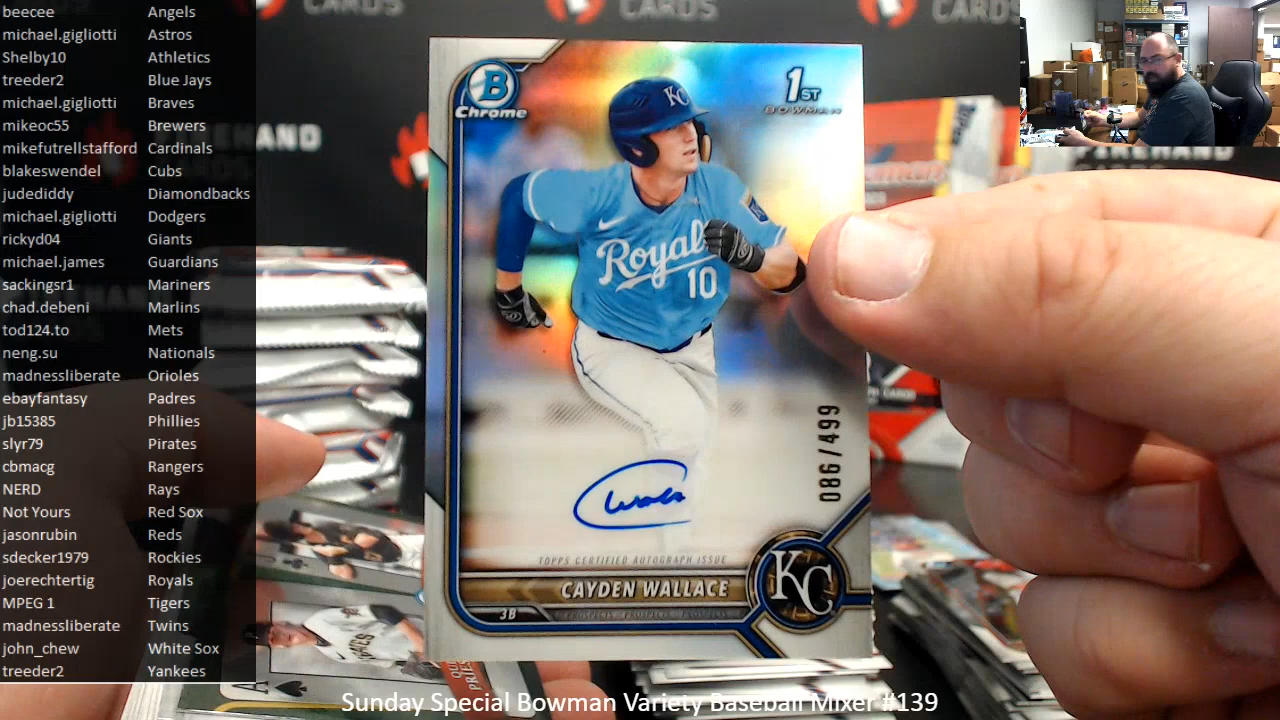 beecee Angels
michael.gigliotti Astros
Shelby10 Athletics
treeder2 Blue Jays
michael.gigliotti Braves
mikeoc55 Brewers
mikefutrellstafford Cardinals
blakeswendel Cubs
judediddy Diamondbacks
michael.gigliotti Dodgers
rickyd04 Giants
michael.james Guardians
sackingsr1 Mariners
chad.debeni Marlins
tod124.to Mets
neng.su Nationals
madnessliberate Orioles
ebayfantasy Padres
jb15385 Phillies
slyr79 Pirates
cbmacg Rangers
NERD Rays
Not Yours Red Sox
jasonrubin Reds
sdecker1979 Rockies
joerechtertig Royals
MPEG 1 Tigers
madnessliberate Twins
john_chew White Sox
treeder2 Yankees
CARDS
CARDS
CARDS
B
Chrome
1ST
BOWMAN
KC
Royals
10
086/499
TOPPS CERTIFIED AUTOGRAPH ISSUE
CAYDEN WALLACE
3B
PROSPECTS PROSPECTS PROSPECTS
KC
A
Sunday Special Bowman Variety Baseball Mixer #139